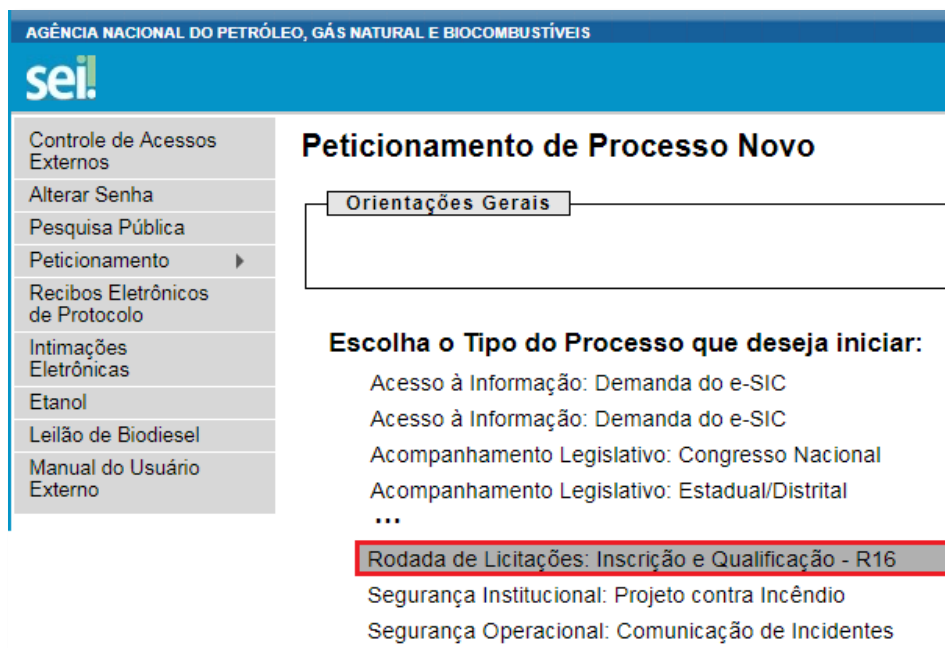 AGÊNCIA NACIONAL DO PETRÓLEO, GÁS NATURAL E BIOCOMBUSTÍVEIS
sei!
Controle de Acessos
Externos
Alterar Senha
Pesquisa Pública
Peticionamento
Recibos Eletrônicos
de Protocolo
Intimações
Eletrônicas
Etanol
Leilão de Biodiesel
Manual do Usuário
Externo
Peticionamento de Processo Novo
Orientações Gerais
Escolha o Tipo do Processo que deseja iniciar:
Acesso à Informação: Demanda do e-SIC
Acesso à Informação: Demanda do e-SIC
Acompanhamento Legislativo: Congresso Nacional
Acompanhamento Legislativo: Estadual/Distrital
...
Rodada de Licitações: Inscrição e Qualificação - R16
Segurança Institucional: Projeto contra Incêndio
Segurança Operacional: Comunicação de Incidentes